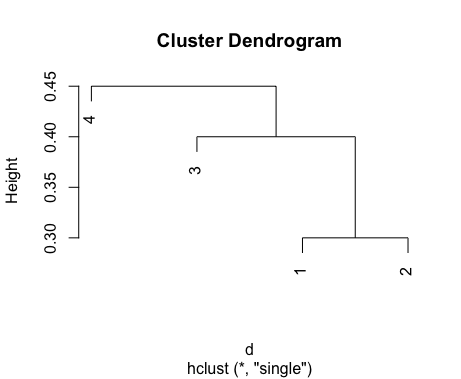 Cluster Dendrogram
Height
0.45
0.40
0.35
0.30
4
3
1
2
d
hclust (*, "single")